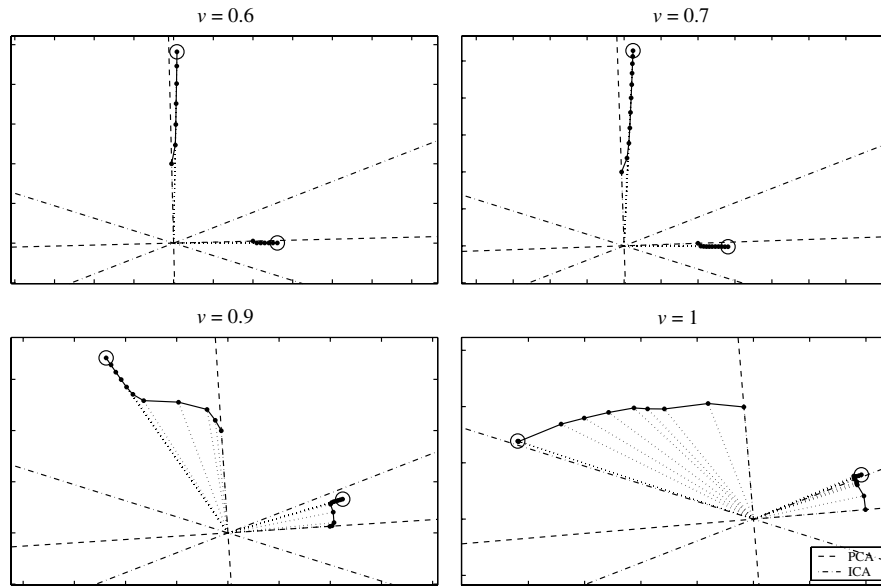 v = 0.6
v = 0.7
v = 0.9
v = 1
PCA
ICA